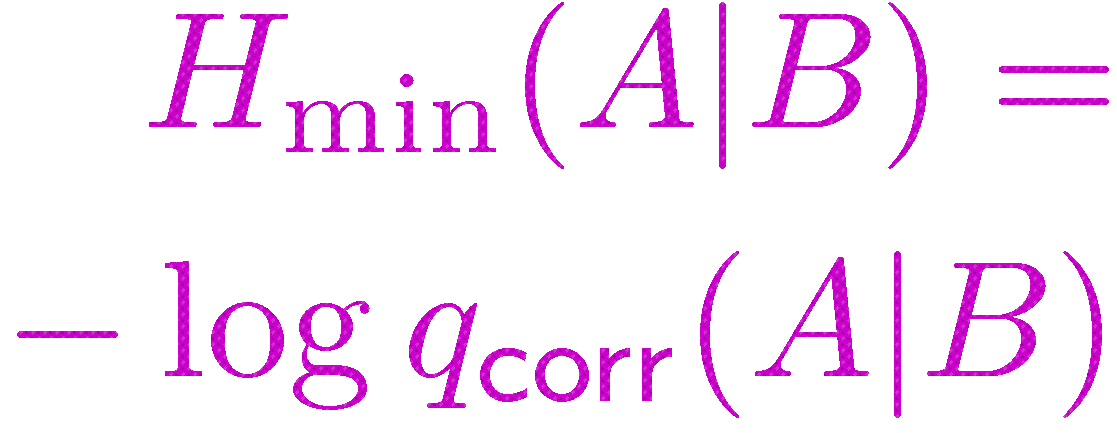 H_min(A|B) =
− log q_corr(A|B)